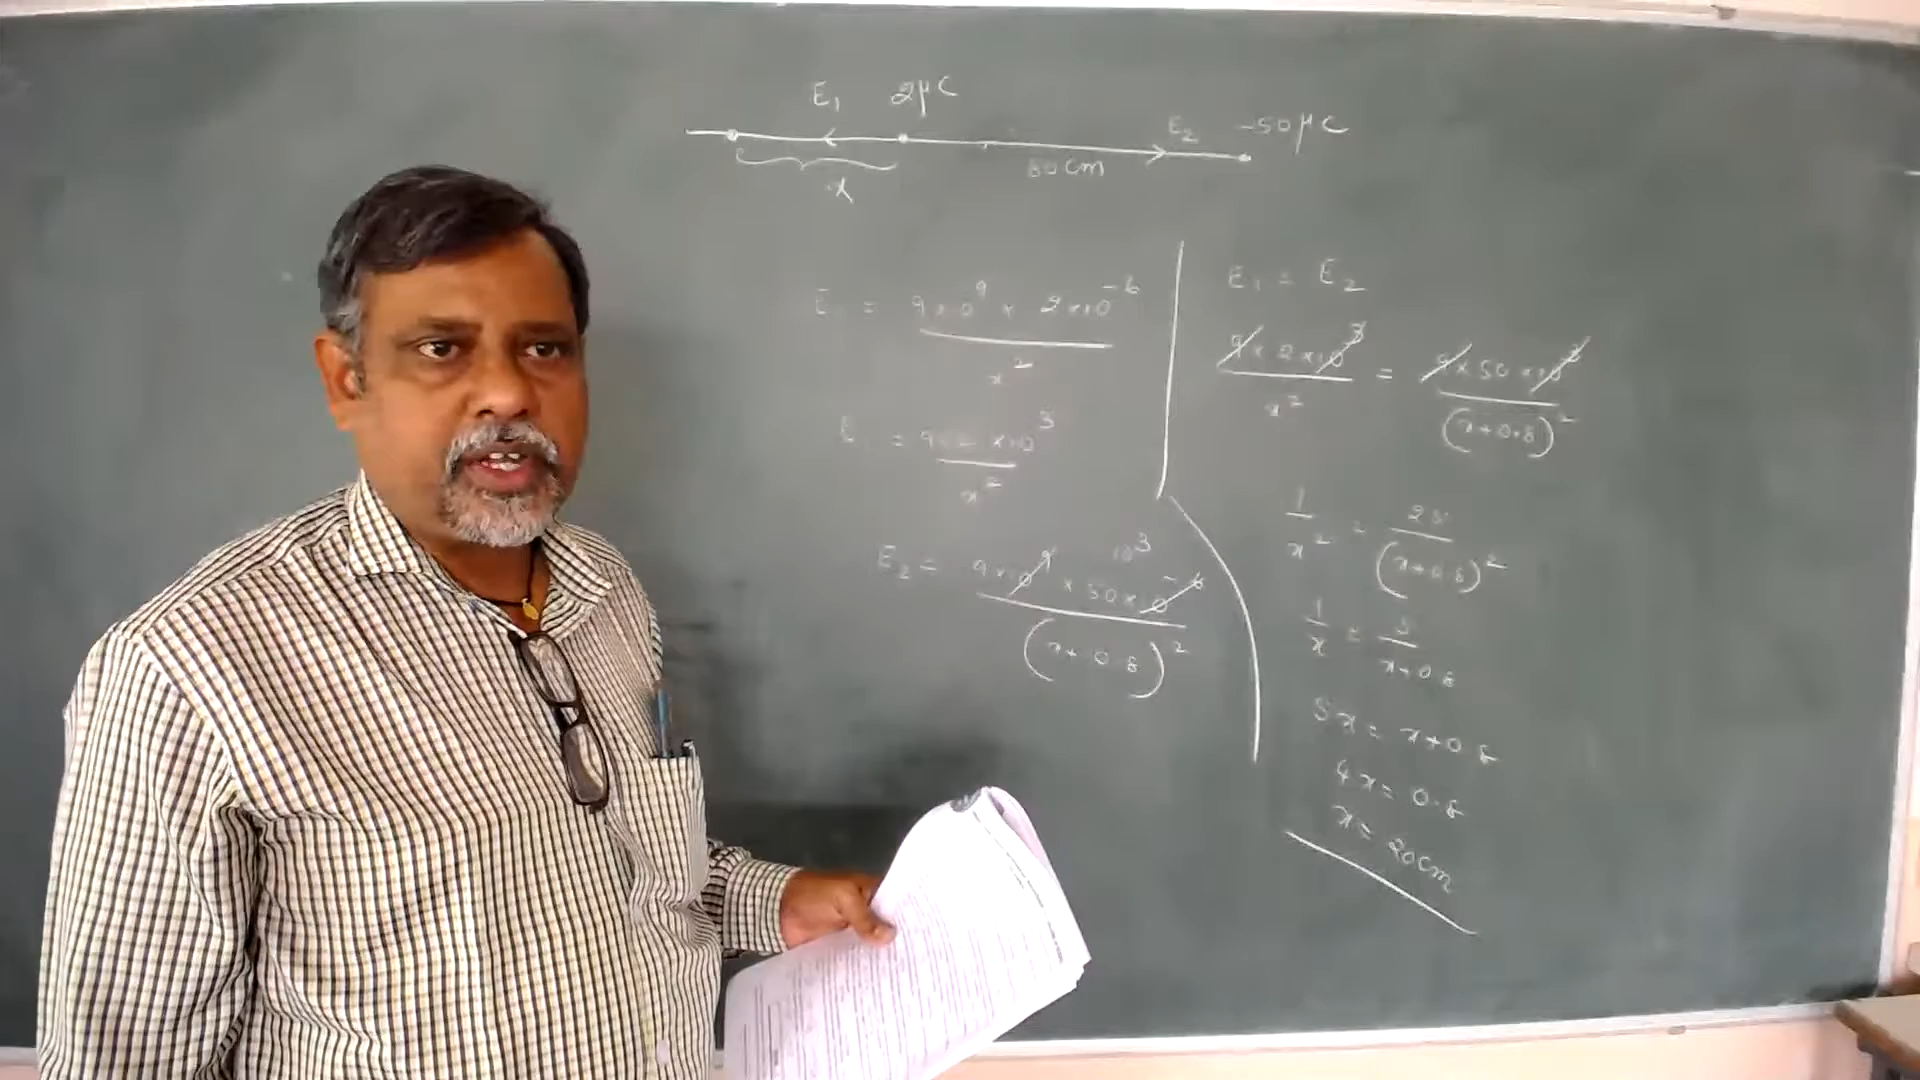 E₁ 2μC E₂ -50μC
x 80cm
E₁ = 9×10⁹ × 2×10⁻⁶
x²
E₁ = 9×2 ×10³
x²
E₂ = 9×10⁹ × 50×10⁻⁶ 10³
(x+0.8)²
E₁ = E₂
9×2×10³ = 9×50×10³
x² (x+0.8)²
1/x² = 25/(x+0.8)²
1/x = 5/x+0.8
5x = x+0.8
4x = 0.8
x = 20cm